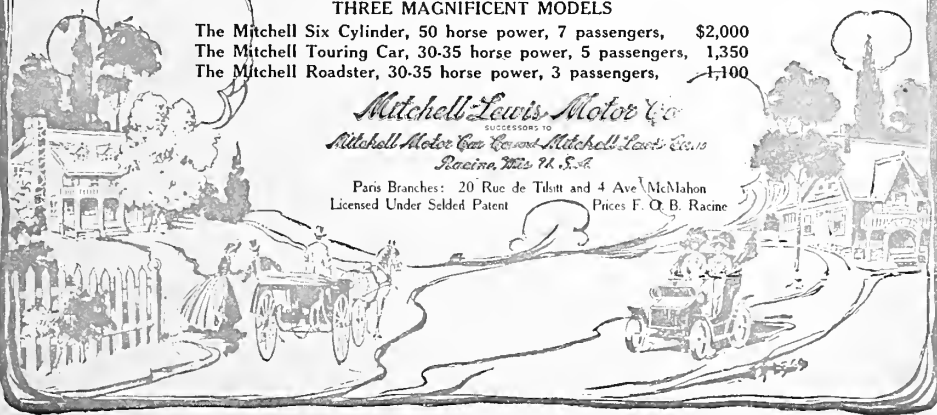 THREE MAGNIFICENT MODELS
The Mitchell Six Cylinder, 50 horse power, 7 passengers, $2,000
The Mitchell Touring Car, 30-35 horse power, 5 passengers, 1,350
The Mitchell Roadster, 30-35 horse power, 3 passengers, 1,100
Mitchell-Lewis Motor Co
SUCCESSORS TO
Mitchell Motor Car Co. and Mitchell & Lewis Co. Ltd
Racine, Wis U. S. A.
Paris Branches: 20 Rue de Tilsitt and 4 Ave McMahon
Licensed Under Selden Patent Prices F. O. B. Racine